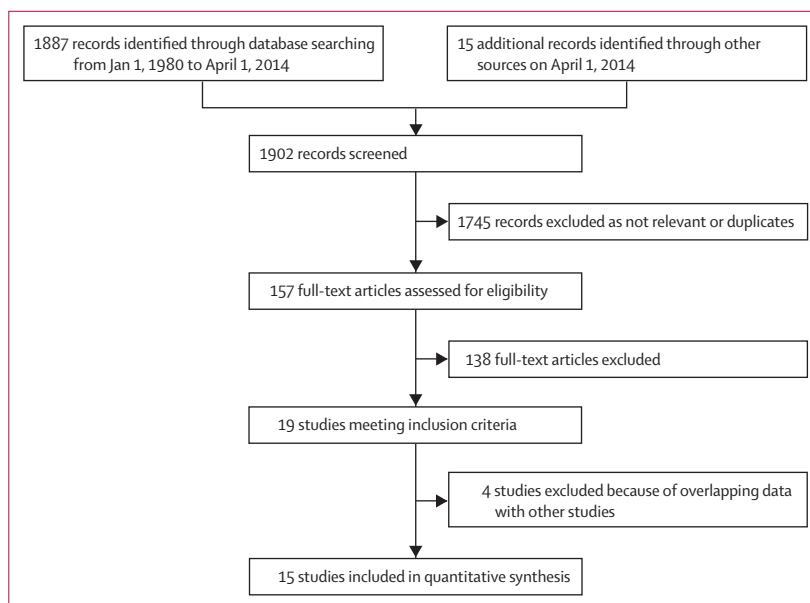 1887 records identified through database searching
from Jan 1, 1980 to April 1, 2014
15 additional records identified through other
sources on April 1, 2014
1902 records screened
1745 records excluded as not relevant or duplicates
157 full-text articles assessed for eligibility
138 full-text articles excluded
19 studies meeting inclusion criteria
4 studies excluded because of overlapping data
with other studies
15 studies included in quantitative synthesis